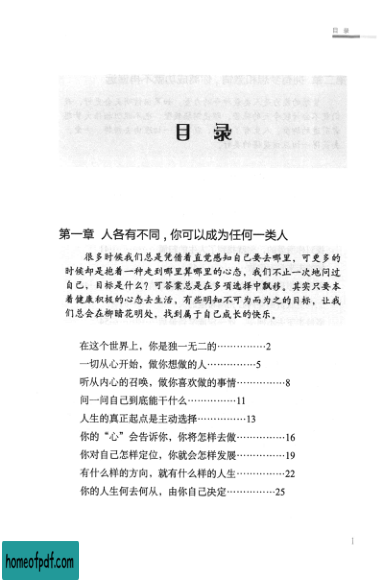 目 录
目 录
第一章 人各有不同，你可以成为任何一类人
很多时候我们总是凭借着直觉感知自己要去哪里，可更多的
时候却是抱着一种走到哪里算哪里的心态，我们不止一次地问过
自己，目标是什么？可答案总是在多项选择中飘移。其实只要本
着健康积极的心态去生活，有些明知不可为而为之的目标，让我
们总会在柳暗花明处，找到属于自己成长的快乐。
在这个世界上，你是独一无二的……………2
一切从心开始，做你想做的人……………5
听从内心的召唤，做你喜欢做的事情……………8
问一问自己到底能干什么……………11
人生的真正起点是主动选择……………13
你的“心”会告诉你，你将怎样去做……………16
你对自己怎样定位，你就会怎样发展……………19
有什么样的方向，就有什么样的人生……………22
你的人生何去何从，由你自己决定……………25
1
homeofpdf.com